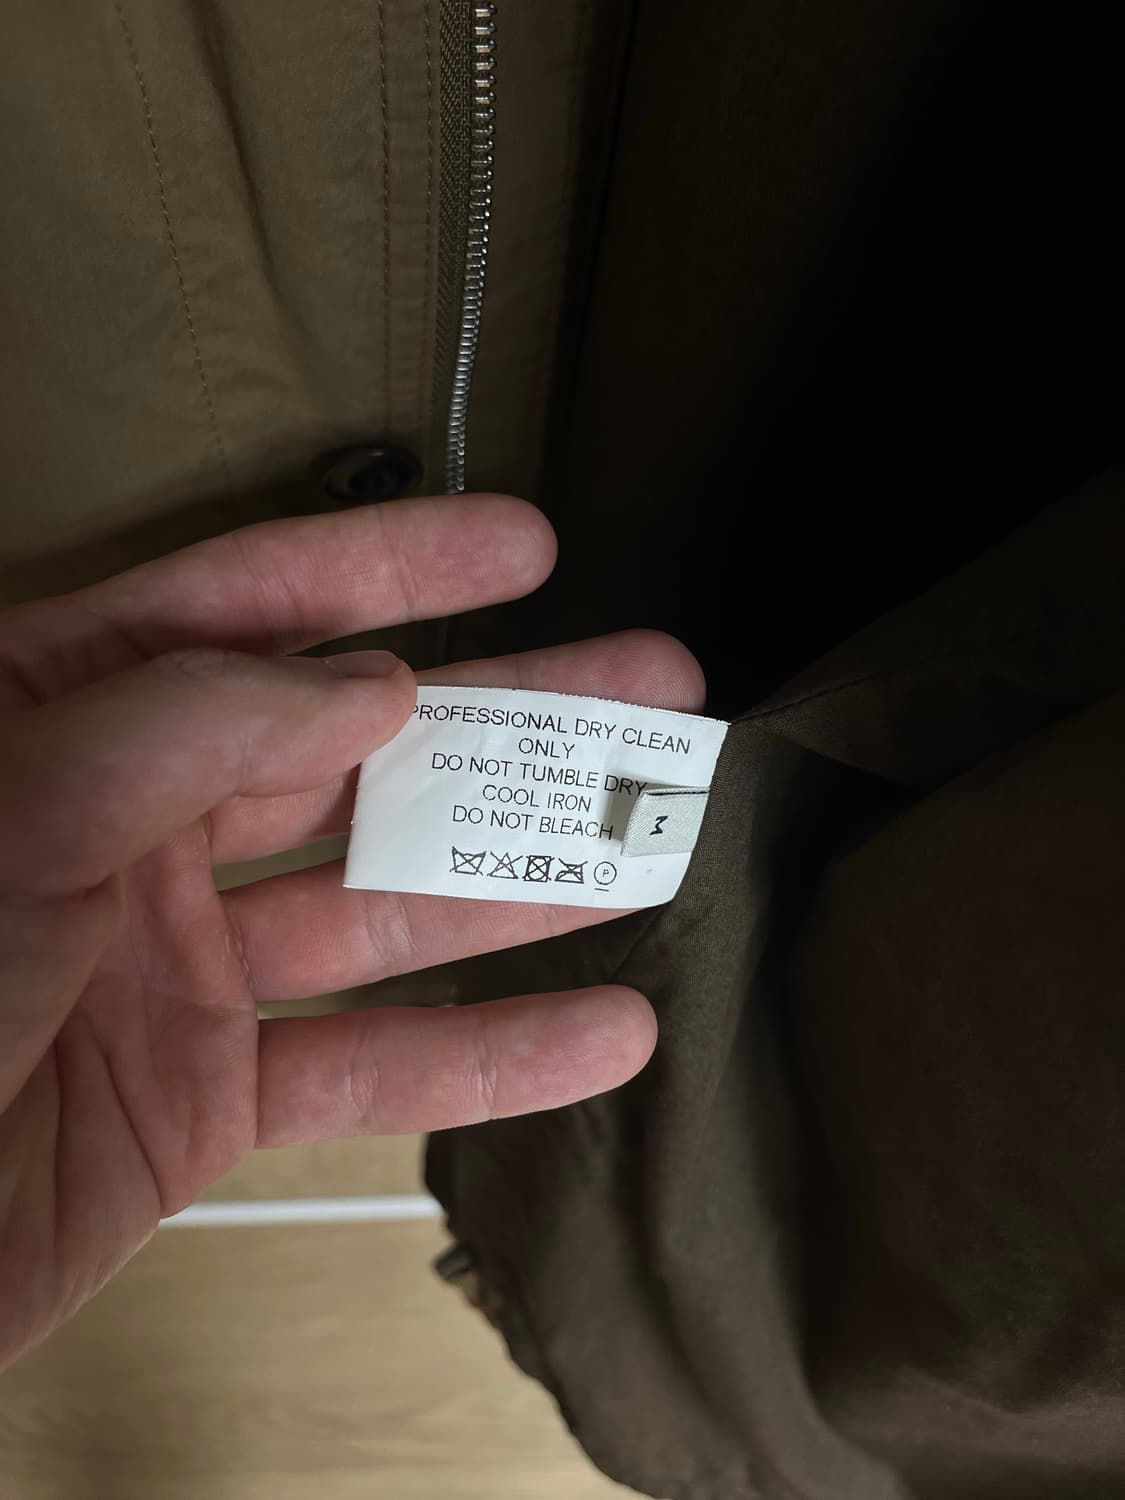 PROFESSIONAL DRY CLEAN
ONLY
DO NOT TUMBLE DRY
COOL IRON
DO NOT BLEACH
P
M